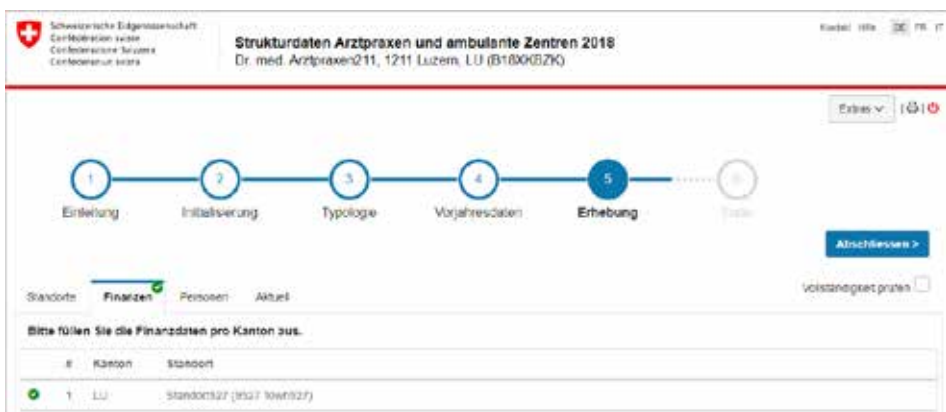 Schweizerische Eidgenossenschaft
Confédération suisse
Confederazione Svizzera
Confederaziun svizra
Kontakt Hilfe DE FR IT
Strukturdaten Arztpraxen und ambulante Zentren 2018
Dr. med. Arztpraxen211, 1211 Luzern, LU
Extras
1 2 3 4 5
Einleitung Initialisierung Typologie Vorjahresdaten Erhebung
Abschliessen >
Standorte Finanzen Personen Aktuell
Vollständigkeit prüfen
Bitte füllen Sie die Finanzdaten pro Kanton aus.
# Kanton Standort
1 LU